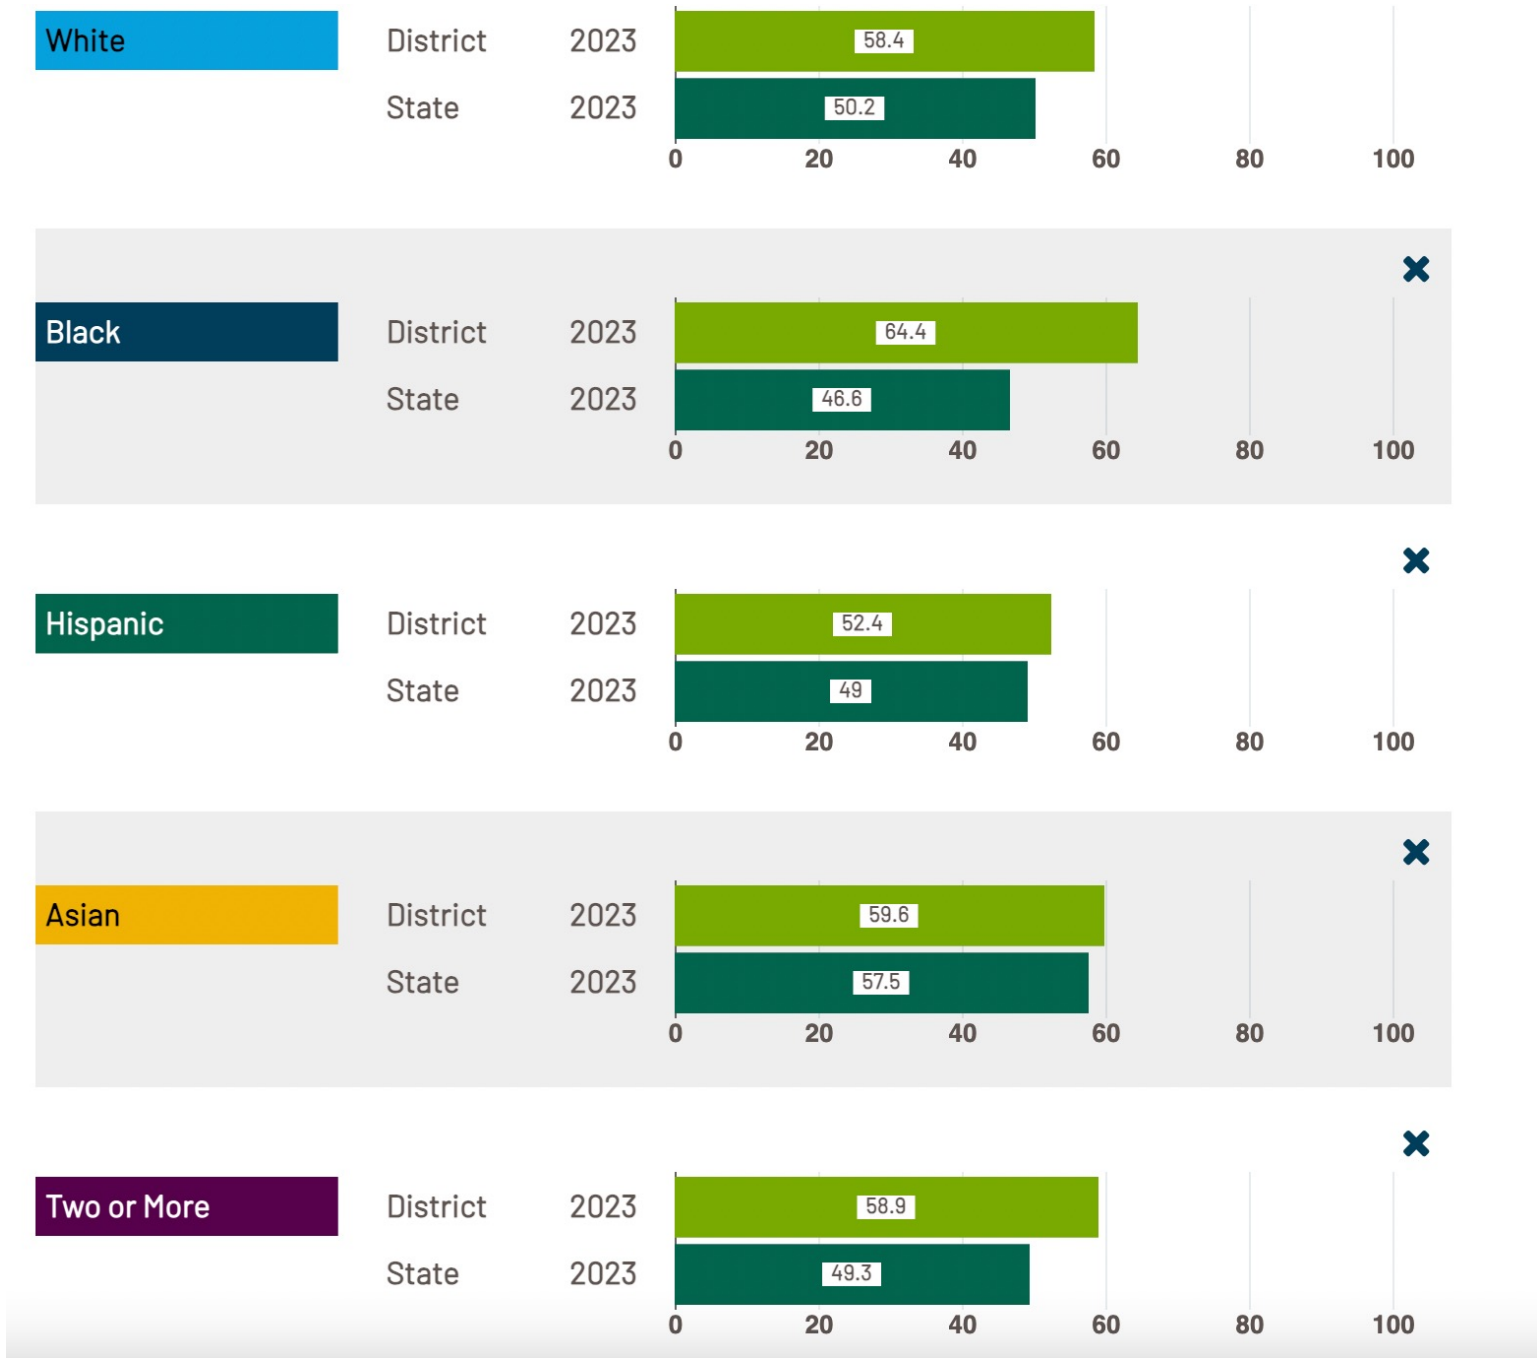 White District 2023 58.4
State 2023 50.2
0 20 40 60 80 100
Black District 2023 64.4
State 2023 46.6
0 20 40 60 80 100
Hispanic District 2023 52.4
State 2023 49
0 20 40 60 80 100
Asian District 2023 59.6
State 2023 57.5
0 20 40 60 80 100
Two or More District 2023 58.9
State 2023 49.3
0 20 40 60 80 100